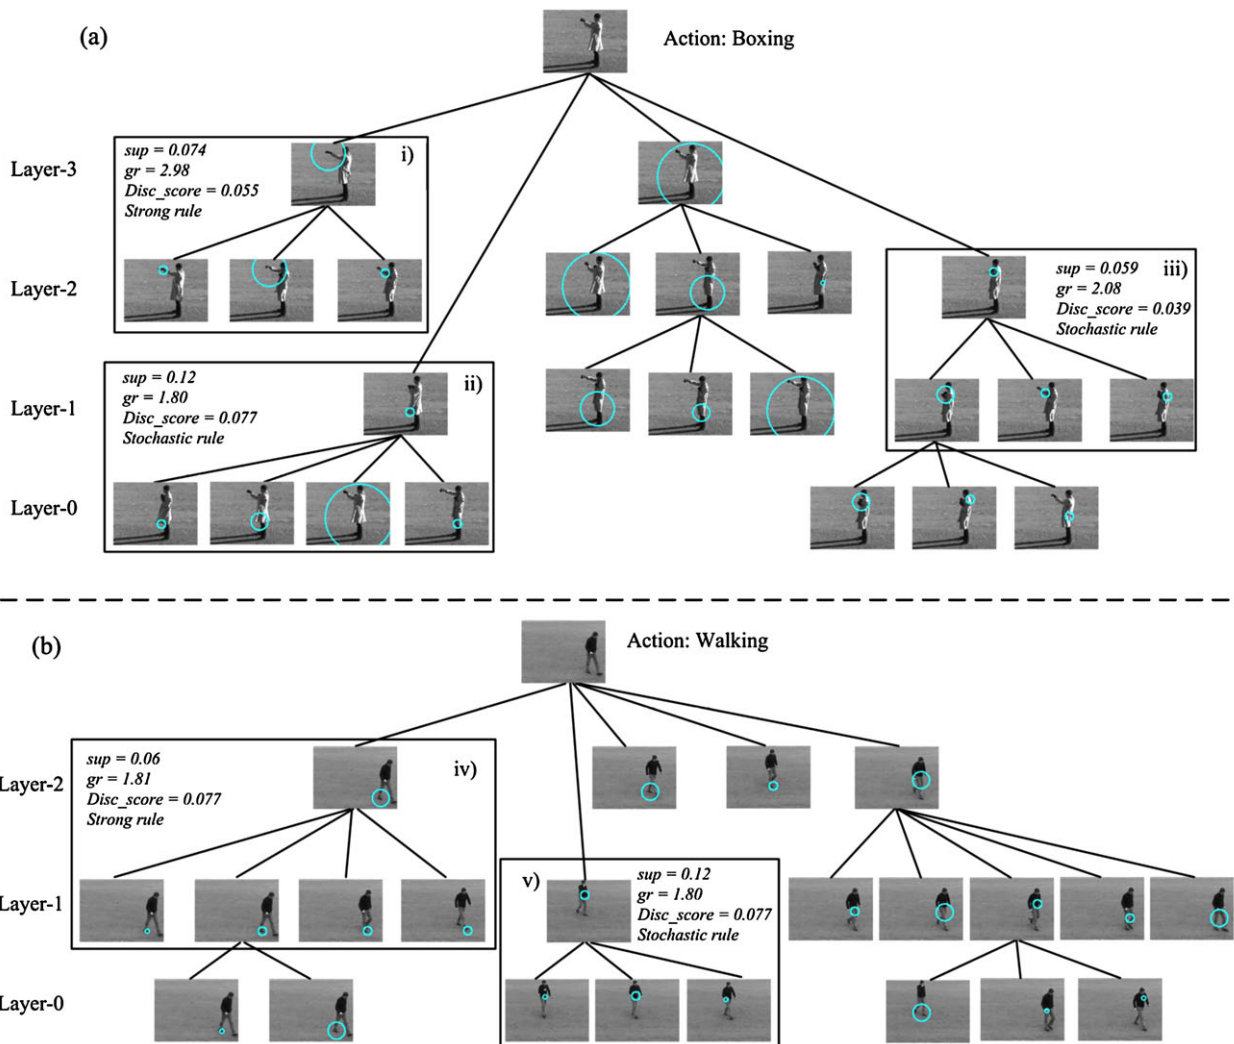 (a)
Action: Boxing
Layer-3
sup = 0.074
gr = 2.98
Disc_score = 0.055
Strong rule
i)
Layer-2
sup = 0.059
gr = 2.08
Disc_score = 0.039
Stochastic rule
iii)
Layer-1
sup = 0.12
gr = 1.80
Disc_score = 0.077
Stochastic rule
ii)
Layer-0
(b)
Action: Walking
Layer-2
sup = 0.06
gr = 1.81
Disc_score = 0.077
Strong rule
iv)
Layer-1
v)
sup = 0.12
gr = 1.80
Disc_score = 0.077
Stochastic rule
Layer-0